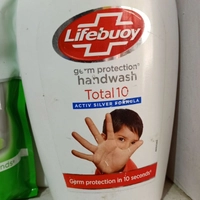 Lifebuoy
germ protection
handwash
Total 10
ACTIV SILVER FORMULA
Germ protection in 10 seconds*